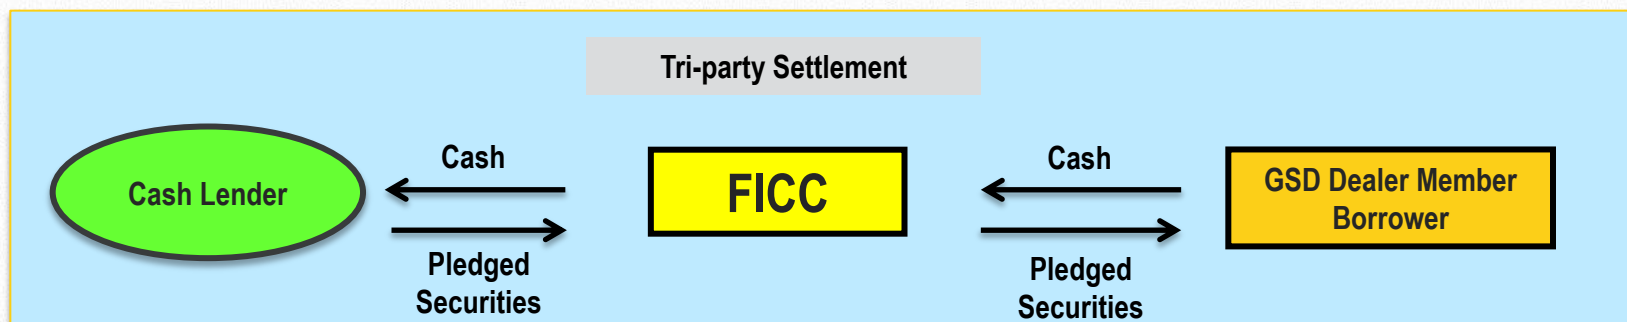 Tri-party Settlement
Cash
Cash
Cash Lender
FICC
GSD Dealer Member
Borrower
Pledged
Securities
Pledged
Securities